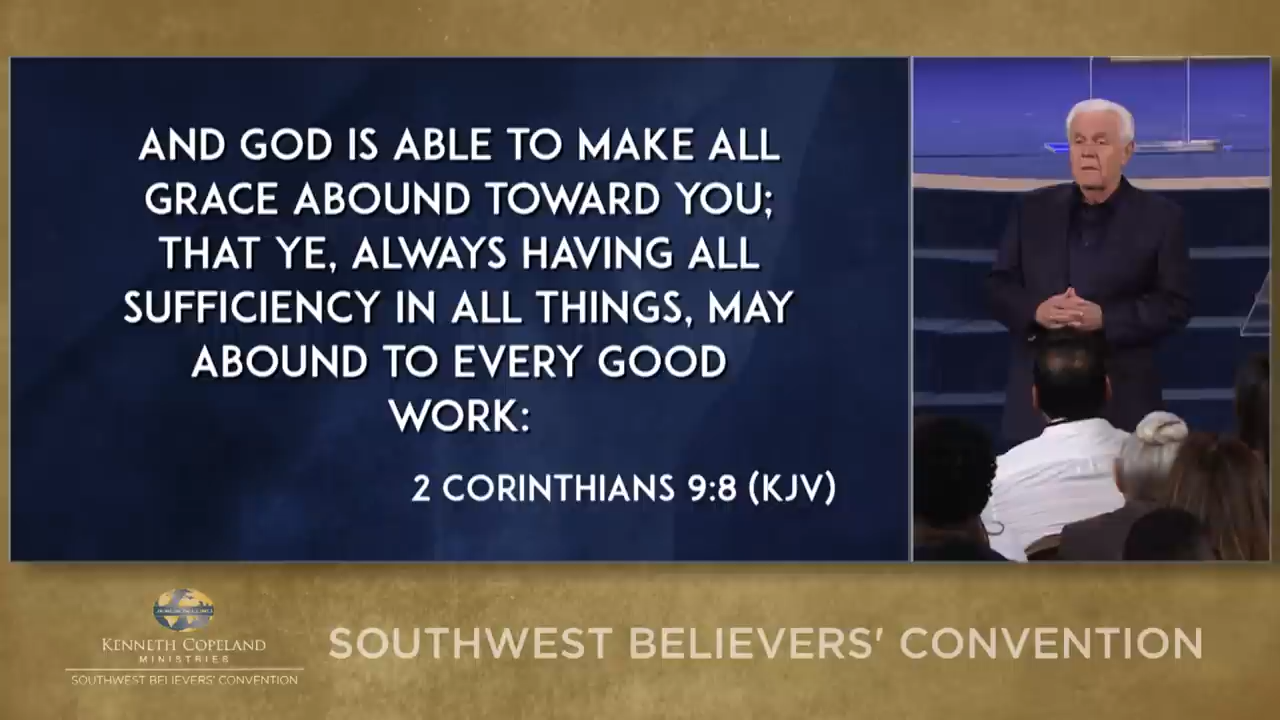 AND GOD IS ABLE TO MAKE ALL
GRACE ABOUND TOWARD YOU;
THAT YE, ALWAYS HAVING ALL
SUFFICIENCY IN ALL THINGS, MAY
ABOUND TO EVERY GOOD
WORK:
2 CORINTHIANS 9:8 (KJV)
KENNETH COPELAND
MINISTRIES
SOUTHWEST BELIEVERS' CONVENTION
SOUTHWEST BELIEVERS' CONVENTION